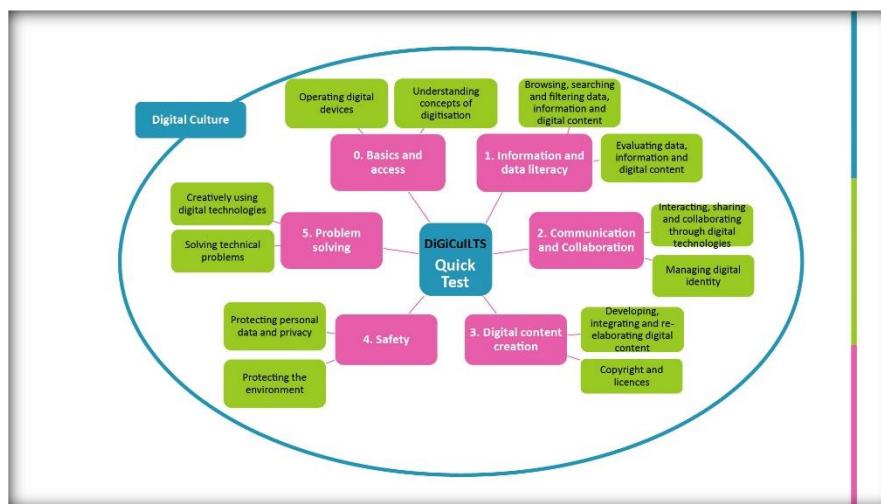 Digital Culture
Operating digital
devices
Understanding
concepts of
digitisation
0. Basics and
access
Browsing, searching
and filtering data,
information and
digital content
Evaluating data,
information and
digital content
1. Information and
data literacy
Interacting, sharing
and collaborating
through digital
technologies
Managing digital
identity
2. Communication
and Collaboration
DiGiCulLTS
Quick
Test
Creatively using
digital technologies
Solving technical
problems
5. Problem
solving
Protecting personal
data and privacy
Protecting the
environment
4. Safety
3. Digital content
creation
Developing,
integrating and re-
elaborating digital
content
Copyright and
licences